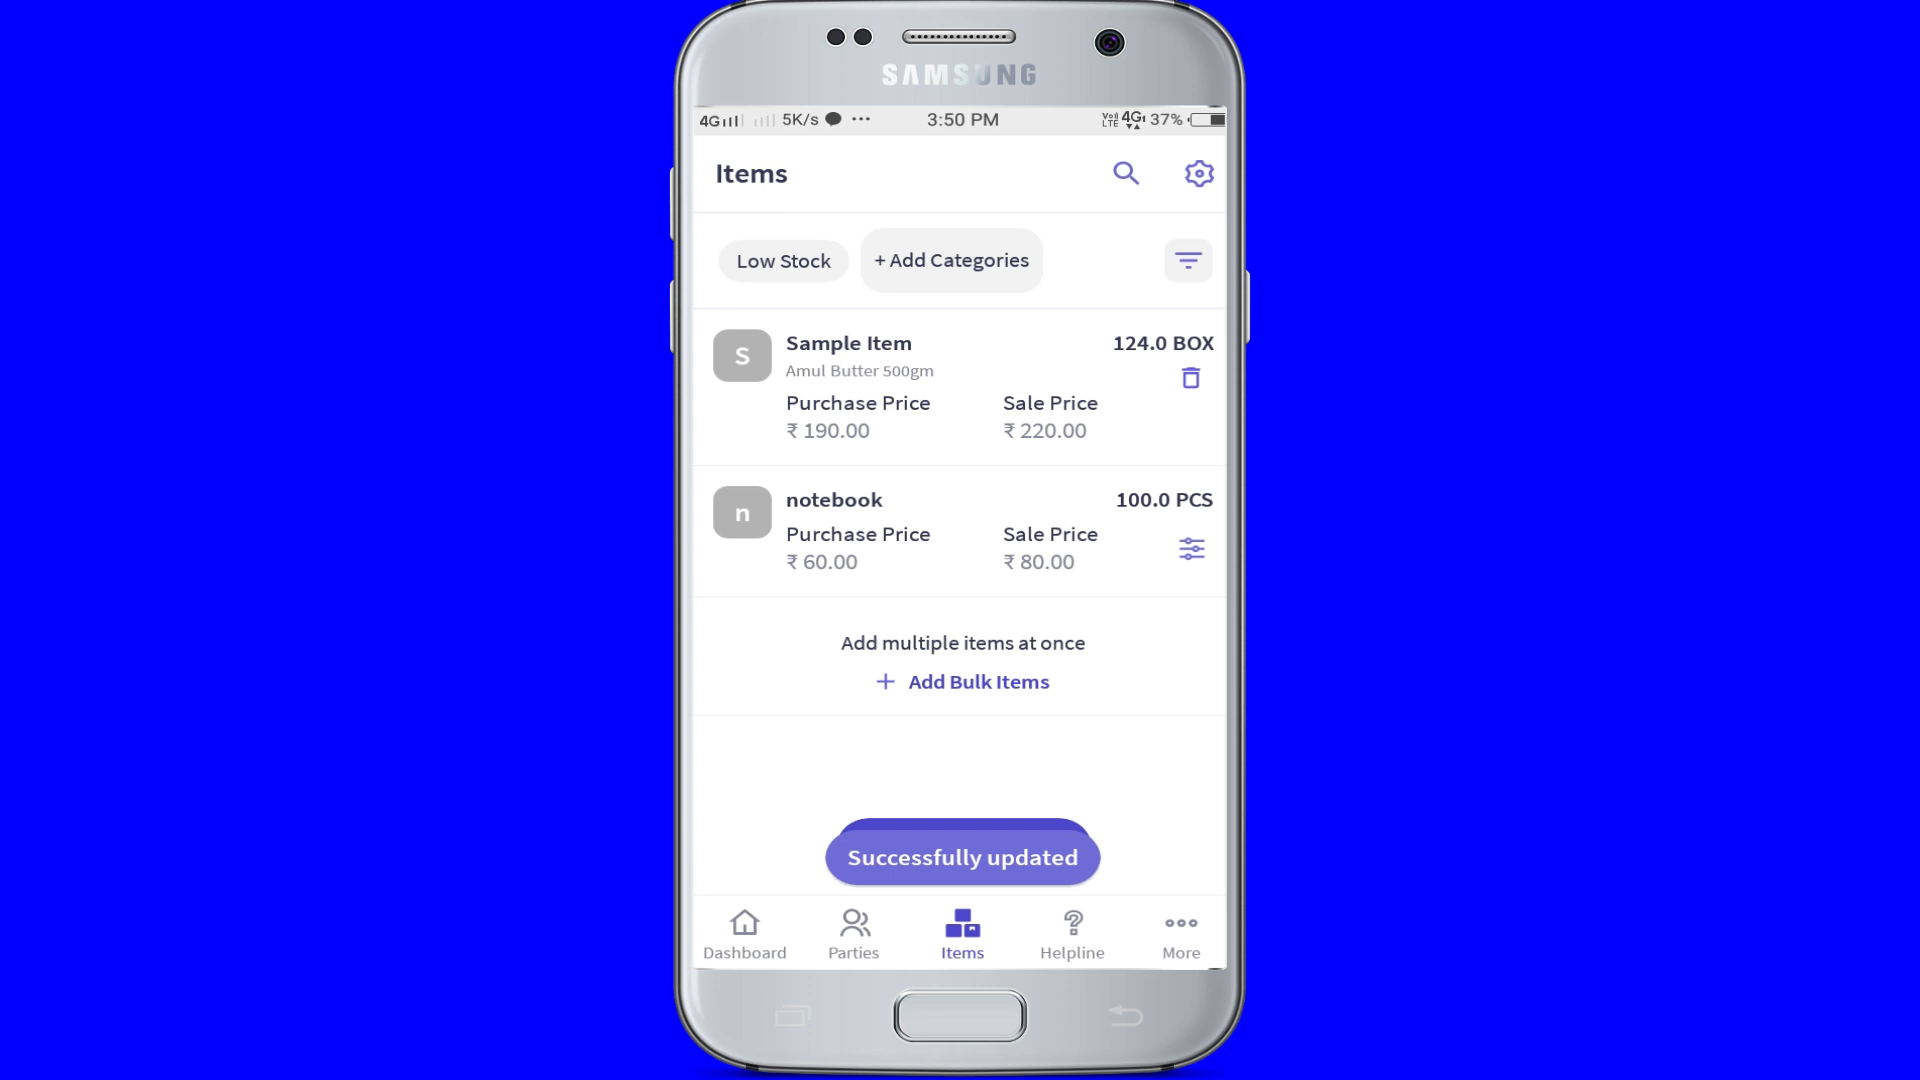 SAMSUNG
4G 5K/s ... 3:50 PM VoLTE 4G 37%
Items
Low Stock + Add Categories
S Sample Item 124.0 BOX
Amul Butter 500gm
Purchase Price Sale Price
₹ 190.00 ₹ 220.00
n notebook 100.0 PCS
Purchase Price Sale Price
₹ 60.00 ₹ 80.00
Add multiple items at once
+ Add Bulk Items
Successfully updated
Dashboard Parties Items Helpline More